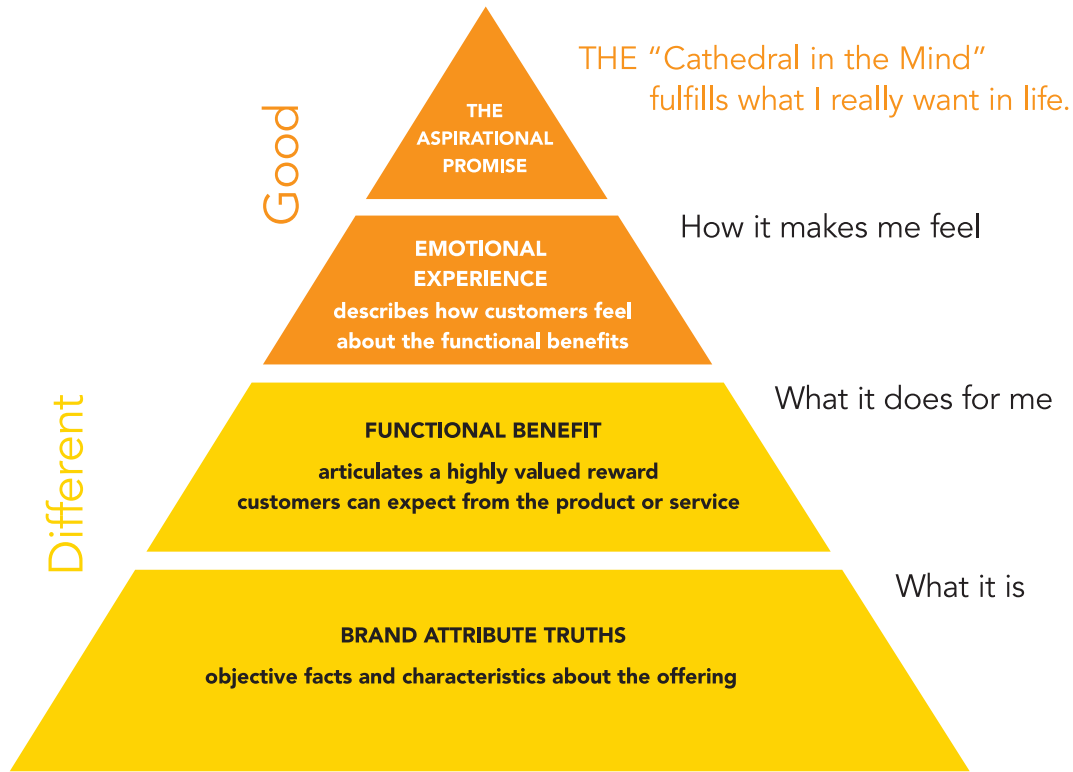 THE “Cathedral in the Mind”
fulfills what I really want in life.
Good
THE
ASPIRATIONAL
PROMISE
How it makes me feel
EMOTIONAL
EXPERIENCE
describes how customers feel
about the functional benefits
Different
What it does for me
FUNCTIONAL BENEFIT
articulates a highly valued reward
customers can expect from the product or service
What it is
BRAND ATTRIBUTE TRUTHS
objective facts and characteristics about the offering